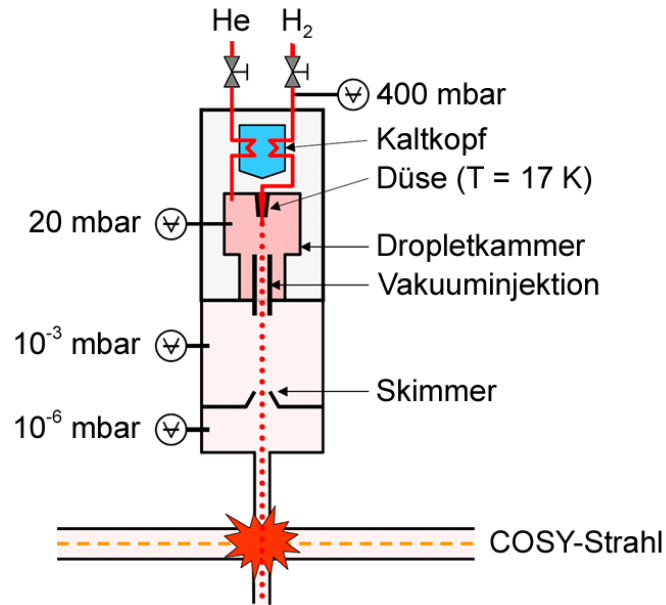 He
H₂
400 mbar
Kaltkopf
Düse (T = 17 K)
20 mbar
Dropletkammer
Vakuuminjektion
10⁻³ mbar
Skimmer
10⁻⁶ mbar
COSY-Strahl